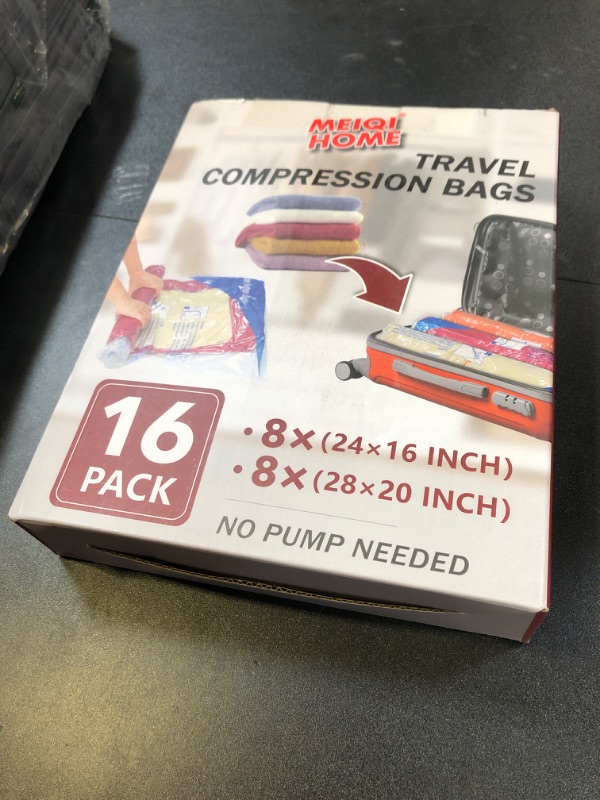 MEIQI
HOME
TRAVEL
COMPRESSION BAGS
16
PACK
• 8×(24×16 INCH)
• 8×(28×20 INCH)
NO PUMP NEEDED